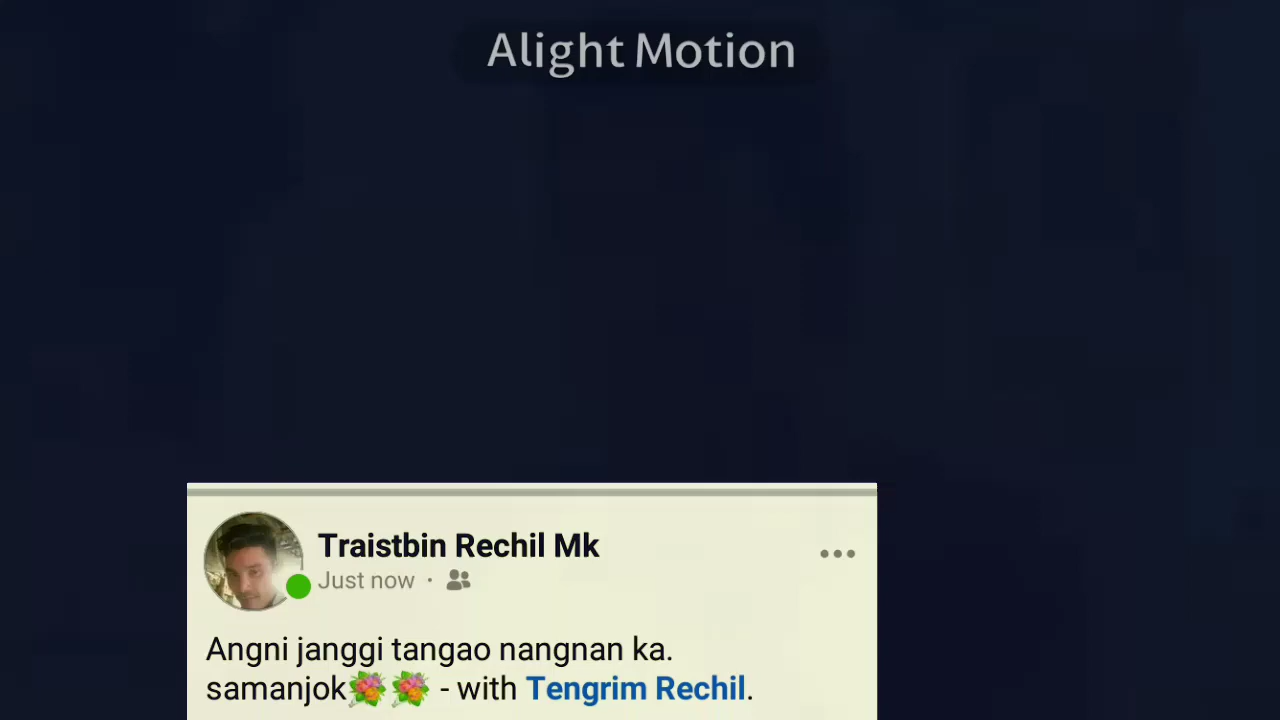 Alight Motion
Traistbin Rechil Mk
Just now ·
Angni janggi tangao nangnan ka.
samanjok💐💐 - with Tengrim Rechil.